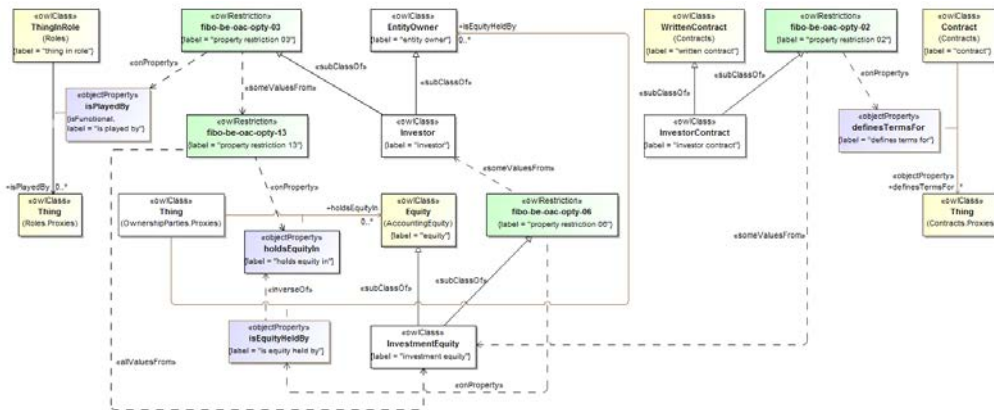 «owlClass»
ThingInRole
(Roles)
[label = "thing in role"]
«owlRestriction»
fibo-be-oac-opty-03
[label = "property restriction 03"]
«owlClass»
EntityOwner
[label = "entity owner"]
+isEquityHeldBy
0..*
«owlClass»
WrittenContract
(Contracts)
[label = "written contract"]
«owlRestriction»
fibo-be-oac-opty-02
[label = "property restriction 02"]
«owlClass»
Contract
(Contracts)
[label = "contract"]
«onProperty»
«subClassOf»
«someValuesFrom»
«subClassOf»
«subClassOf»
«subClassOf»
«onProperty»
«objectProperty»
isPlayedBy
{isFunctional,
label = "is played by"}
«owlRestriction»
fibo-be-oac-opty-13
[label = "property restriction 13"]
«owlClass»
Investor
[label = "investor"]
«owlClass»
InvestorContract
[label = "investor contract"]
«objectProperty»
definesTermsFor
[label = "defines terms for"]
«someValuesFrom»
«onProperty»
+isPlayedBy
0..*
«objectProperty»
+definesTermsFor
*
«owlClass»
Thing
(Roles.Proxies)
«owlClass»
Thing
(OwnershipParties.Proxies)
+holdsEquityIn
0..*
«owlClass»
Equity
(AccountingEquity)
[label = "equity"]
«owlRestriction»
fibo-be-oac-opty-06
[label = "property restriction 06"]
«owlClass»
Thing
(Contracts.Proxies)
«someValuesFrom»
«objectProperty»
holdsEquityIn
[label = "holds equity in"]
«subClassOf»
«inverseOf»
«subClassOf»
«objectProperty»
isEquityHeldBy
[label = "is equity held by"]
«owlClass»
InvestmentEquity
[label = "investment equity"]
«allValuesFrom»
«onProperty»